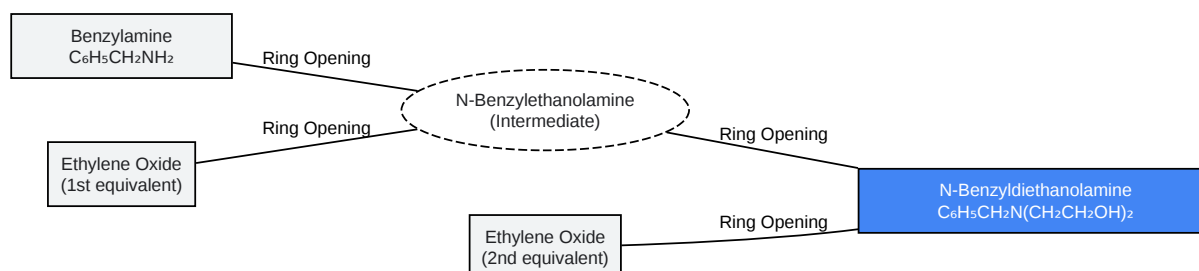 Benzylamine
C₆H₅CH₂NH₂
Ring Opening
N-Benzylethanolamine
(Intermediate)
Ring Opening
Ring Opening
Ethylene Oxide
(1st equivalent)
N-Benzyldiethanolamine
C₆H₅CH₂N(CH₂CH₂OH)₂
Ring Opening
Ethylene Oxide
(2nd equivalent)